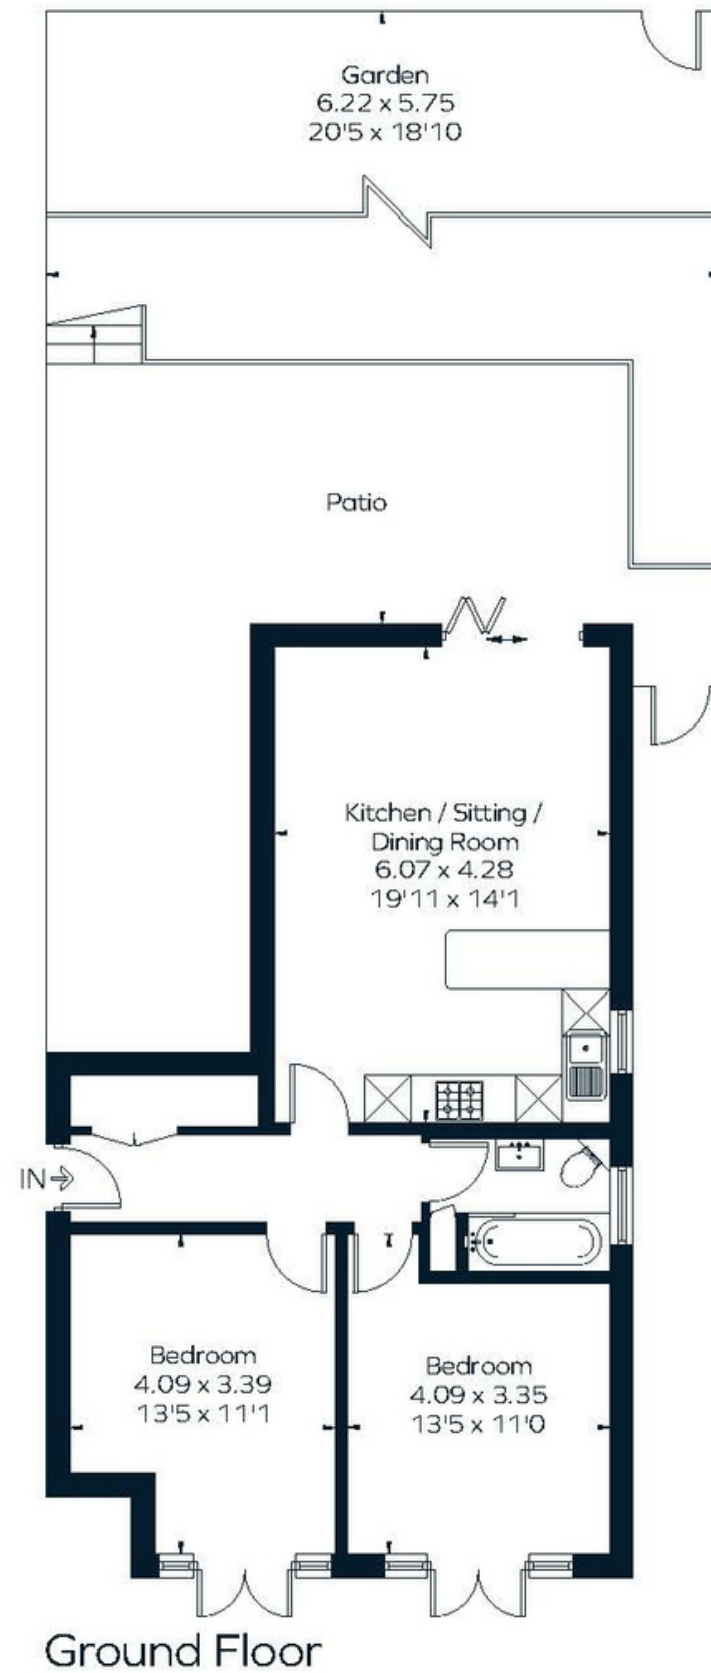 Garden
6.22 x 5.75
20'5 x 18'10
Patio
Kitchen / Sitting /
Dining Room
6.07 x 4.28
19'11 x 14'1
IN
Bedroom
4.09 x 3.39
13'5 x 11'1
Bedroom
4.09 x 3.35
13'5 x 11'0
Ground Floor